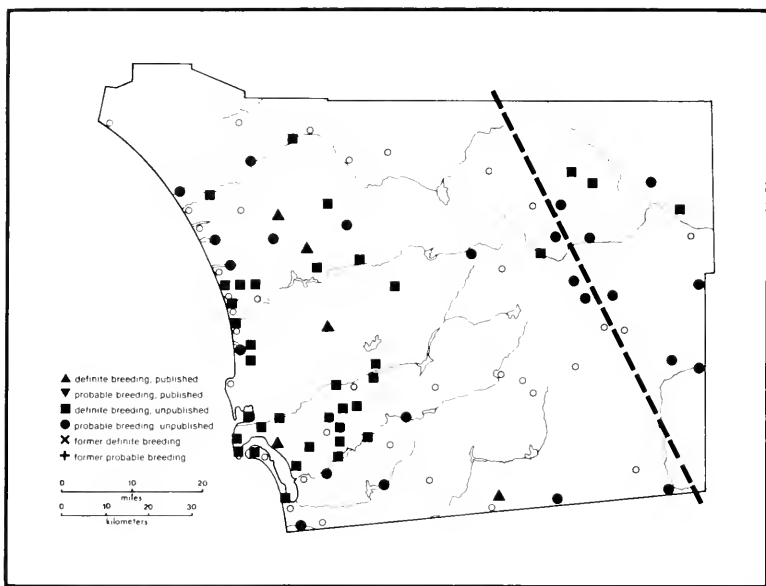 definite breeding, published
probable breeding, published
definite breeding, unpublished
probable breeding, unpublished
former definite breeding
former probable breeding
0 10 20
miles
0 10 20 30
kilometers